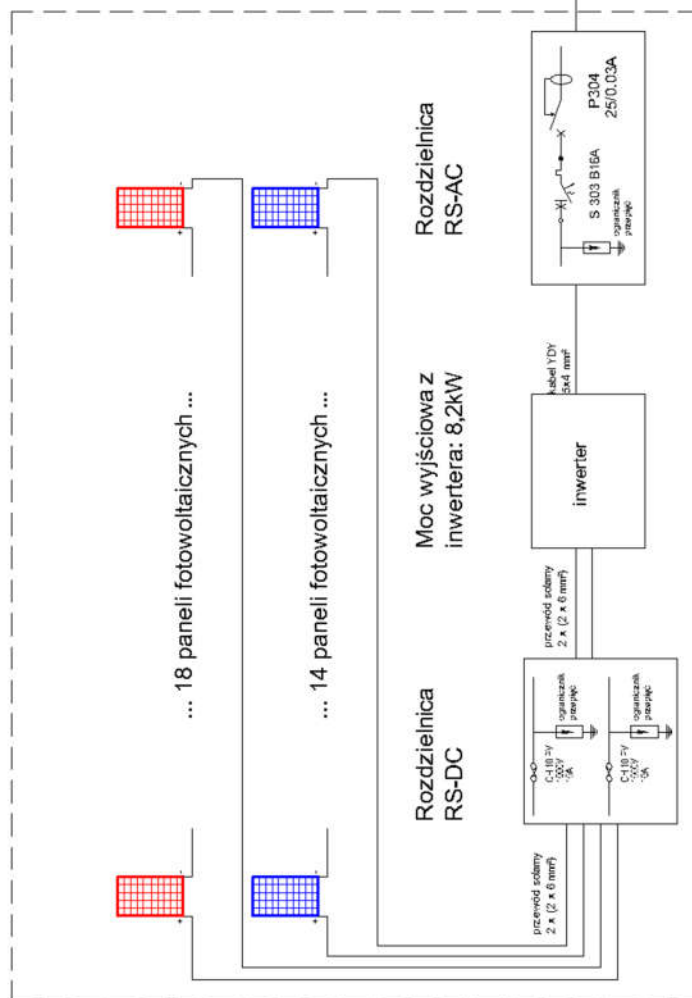 ... 18 paneli fotowoltaicznych ...
... 14 paneli fotowoltaicznych ...
Rozdzielnica
RS-DC
Moc wyjściowa z
inwertera: 8,2kW
Rozdzielnica
RS-AC
przewód solarny
2 x (2 x 6 mm²)
ogranicznik
przepięć
ogranicznik
przepięć
przewód solarny
2 x (2 x 6 mm²)
inwerter
kabel YDY
5x4 mm²
ogranicznik
przepięć
S 303 B16A
P304
25/0.03A